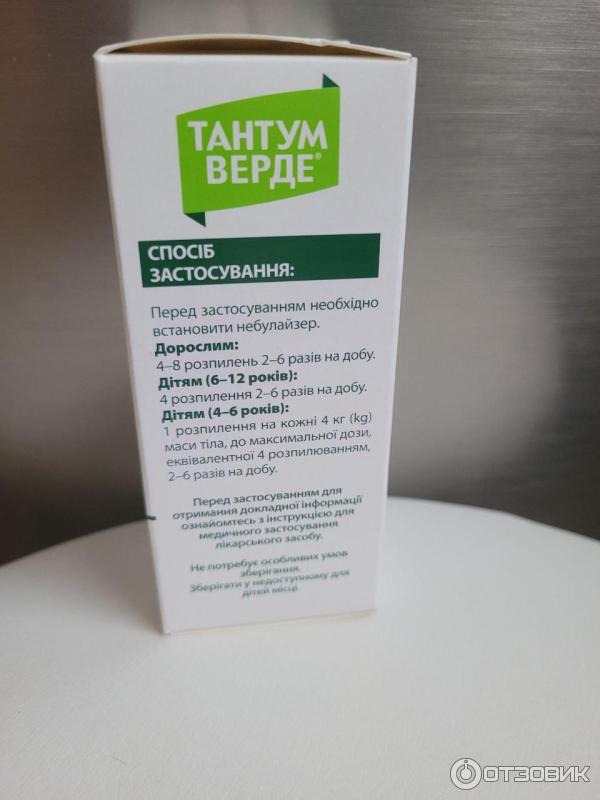 ТАНТУМ
ВЕРДЕ®
СПОСІБ
ЗАСТОСУВАННЯ:
Перед застосуванням необхідно
встановити небулайзер.
Дорослим:
4–8 розпилень 2–6 разів на добу.
Дітям (6–12 років):
4 розпилення 2–6 разів на добу.
Дітям (4–6 років):
1 розпилення на кожні 4 кг (kg)
маси тіла, до максимальної дози,
еквівалентної 4 розпилюванням,
2–6 разів на добу.
Перед застосуванням для
отримання докладної інформації
ознайомтесь з інструкцією для
медичного застосування
лікарського засобу.
Не потребує особливих умов
зберігання.
Зберігати у недоступному для
дітей місці.
ОТЗОВИК